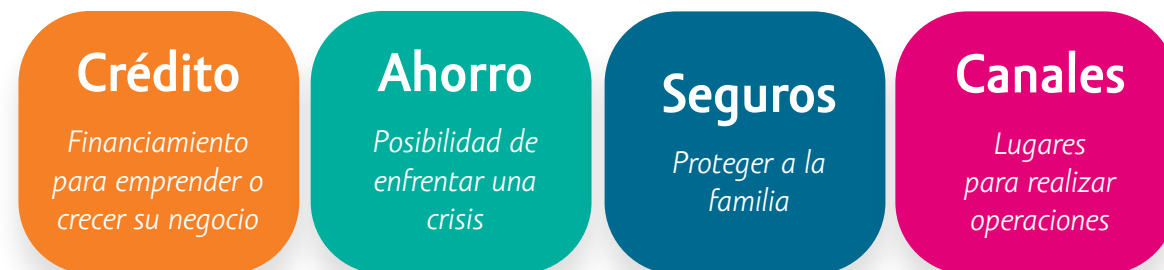 Crédito
Financiamiento
para emprender o
crecer su negocio
Ahorro
Posibilidad de
enfrentar una
crisis
Seguros
Proteger a la
familia
Canales
Lugares
para realizar
operaciones